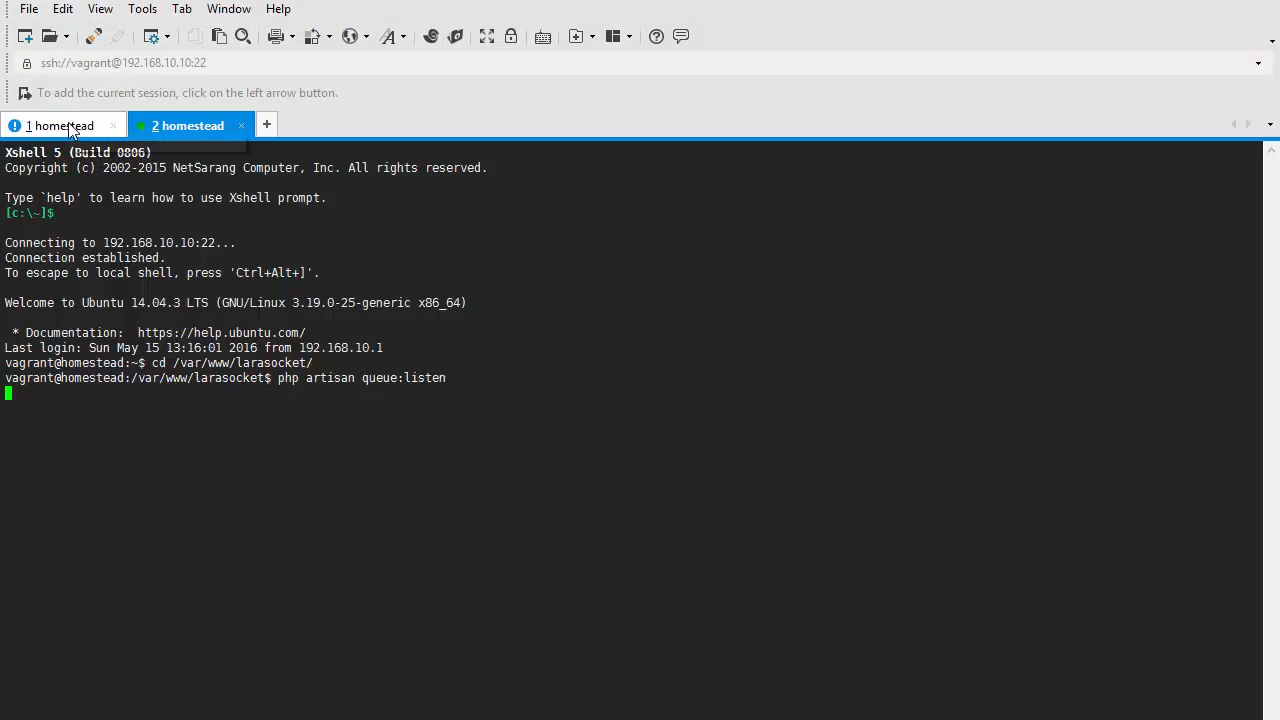 File Edit View Tools Tab Window Help
ssh://vagrant@192.168.10.10:22
To add the current session, click on the left arrow button.
1 homestead × 2 homestead × +
Xshell 5 (Build 0806)
Copyright (c) 2002-2015 NetSarang Computer, Inc. All rights reserved.
Type `help' to learn how to use Xshell prompt.
[c:\~]$
Connecting to 192.168.10.10:22...
Connection established.
To escape to local shell, press 'Ctrl+Alt+]'.
Welcome to Ubuntu 14.04.3 LTS (GNU/Linux 3.19.0-25-generic x86_64)
* Documentation:  https://help.ubuntu.com/
Last login: Sun May 15 13:16:01 2016 from 192.168.10.1
vagrant@homestead:~$ cd /var/www/larasocket/
vagrant@homestead:/var/www/larasocket$ php artisan queue:listen